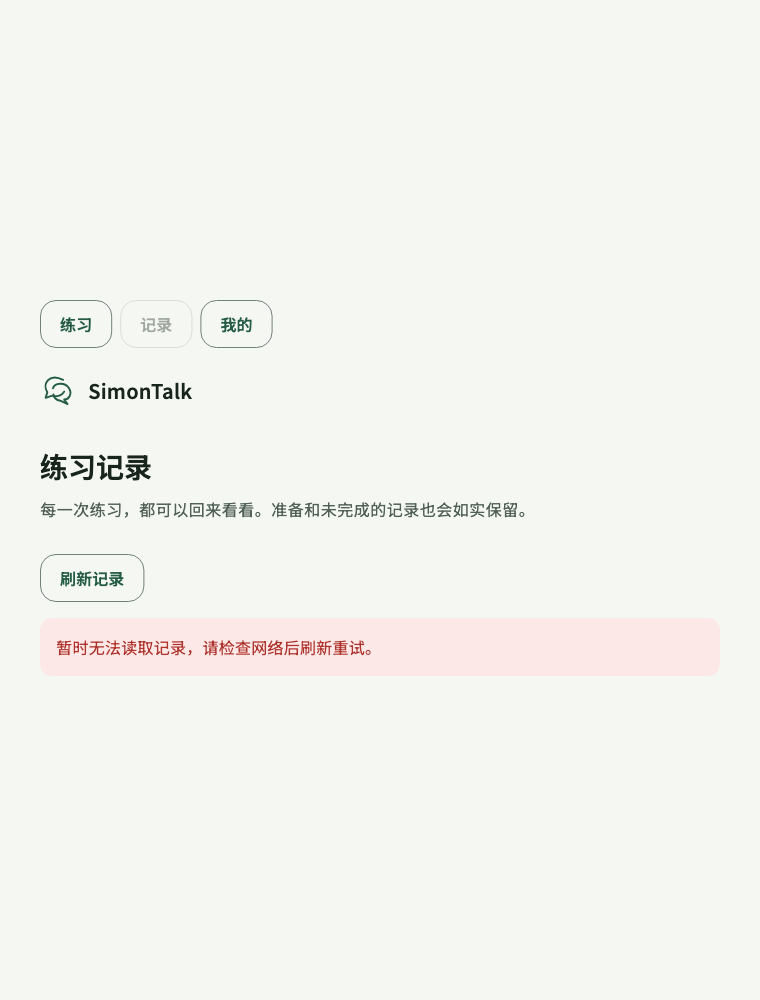 练习
记录
我的
SimonTalk
练习记录
每一次练习，都可以回来看看。准备和未完成的记录也会如实保留。
刷新记录
暂时无法读取记录，请检查网络后刷新重试。